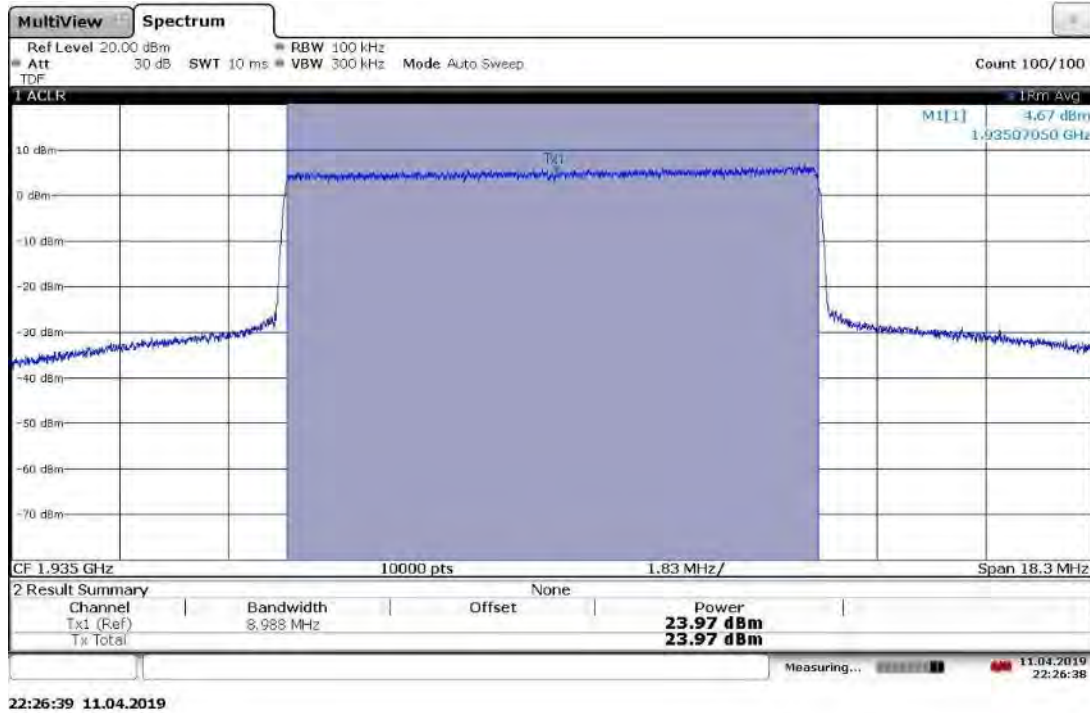 MultiView Spectrum
Ref Level 20.00 dBm RBW 100 kHz
Att 30 dB SWT 10 ms VBW 300 kHz Mode Auto Sweep Count 100/100
TDF
1 ACLR 1Rm Avg
M1[1] 4.67 dBm
1.93507050 GHz
10 dBm
Tx1
0 dBm
-10 dBm
-20 dBm
-30 dBm
-40 dBm
-50 dBm
-60 dBm
-70 dBm
CF 1.935 GHz 10000 pts 1.83 MHz/ Span 18.3 MHz
2 Result Summary None
Channel Bandwidth Offset Power
Tx1 (Ref) 8.988 MHz 23.97 dBm
Tx Total 23.97 dBm
Measuring... 11.04.2019
22:26:38
22:26:39 11.04.2019